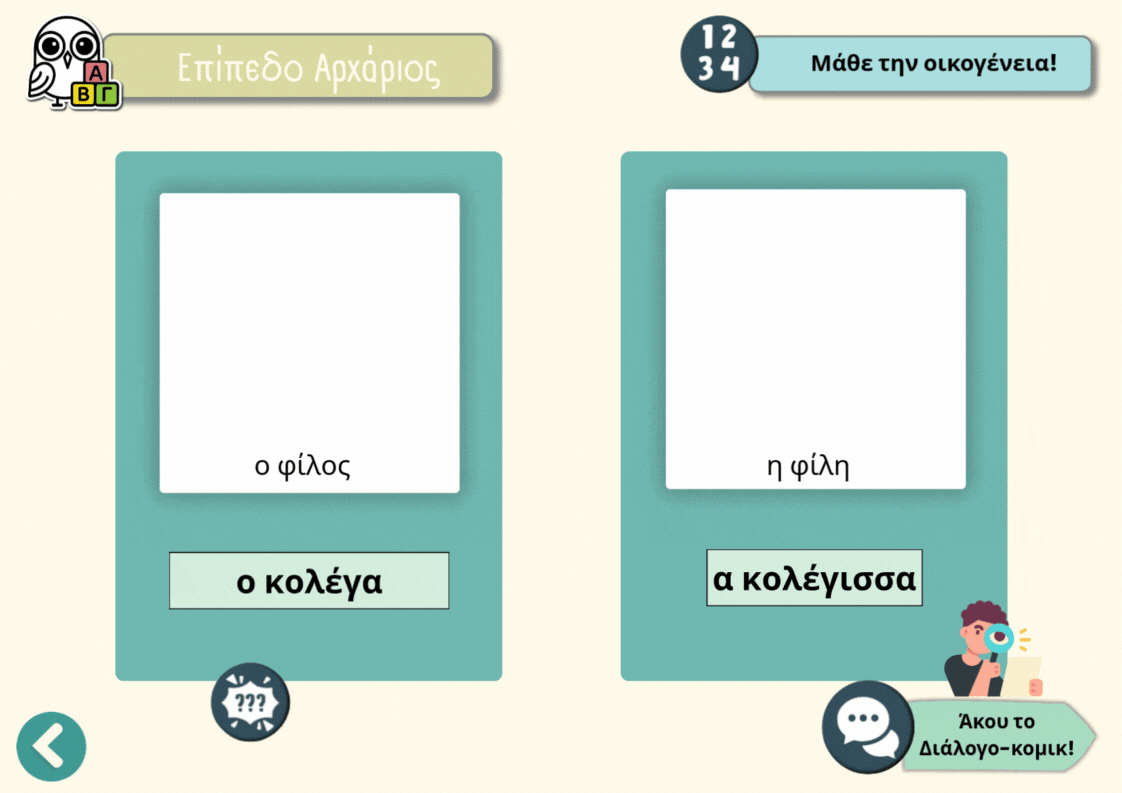 Επίπεδο Αρχάριος
1 2
3 4
Μάθε την οικογένεια!
Α
Β Γ
ο φίλος
η φίλη
ο κολέγα
α κολέγισσα
???
Άκου το
Διάλογο-κομικ!